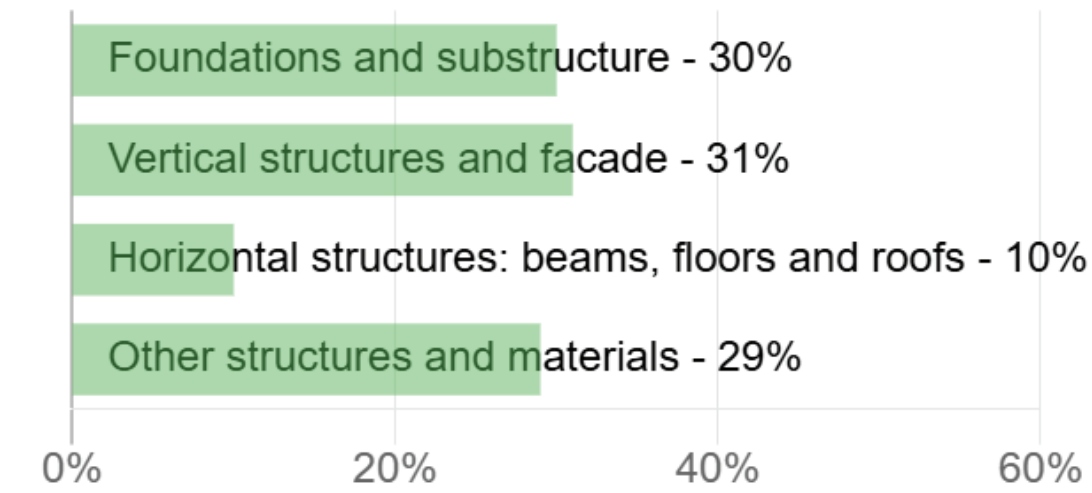 Foundations and substructure - 30%
Vertical structures and facade - 31%
Horizontal structures: beams, floors and roofs - 10%
Other structures and materials - 29%
0% 20% 40% 60%